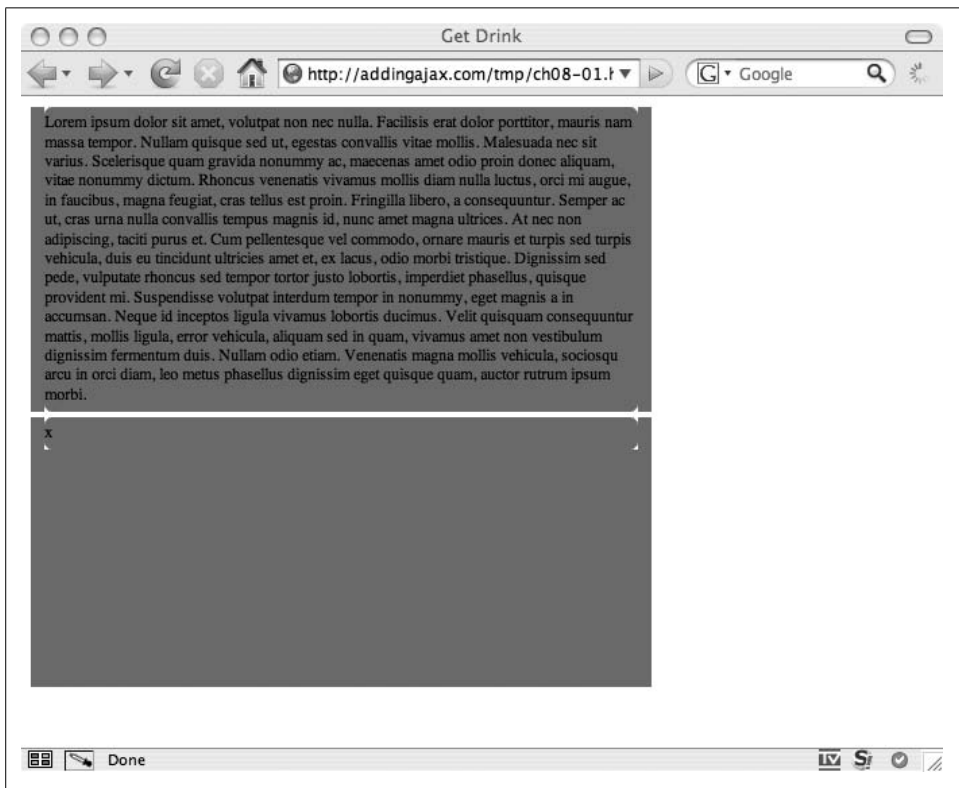 Get Drink
http://addingajax.com/tmp/ch08-01.h
G Google
Lorem ipsum dolor sit amet, volutpat non nec nulla. Facilisis erat dolor porttitor, mauris nam
massa tempor. Nullam quisque sed ut, egestas convallis vitae mollis. Malesuada nec sit
varius. Scelerisque quam gravida nonummy ac, maecenas amet odio proin donec aliquam,
vitae nonummy dictum. Rhoncus venenatis vivamus mollis diam nulla luctus, orci mi augue,
in faucibus, magna feugiat, cras tellus est proin. Fringilla libero, a consequuntur. Semper ac
ut, cras urna nulla convallis tempus magnis id, nunc amet magna ultrices. At nec non
adipiscing, taciti purus et. Cum pellentesque vel commodo, ornare mauris et turpis sed turpis
vehicula, duis eu tincidunt ultricies amet et, ex lacus, odio morbi tristique. Dignissim sed
pede, vulputate rhoncus sed tempor tortor justo lobortis, imperdiet phasellus, quisque
provident mi. Suspendisse volutpat interdum tempor in nonummy, eget magnis a in
accumsan. Neque id inceptos ligula vivamus lobortis ducimus. Velit quisquam consequuntur
mattis, mollis ligula, error vehicula, aliquam sed in quam, vivamus amet non vestibulum
dignissim fermentum duis. Nullam odio etiam. Venenatis magna mollis vehicula, sociosqu
arcu in orci diam, leo metus phasellus dignissim eget quisque quam, auctor rutrum ipsum
morbi.
x
Done